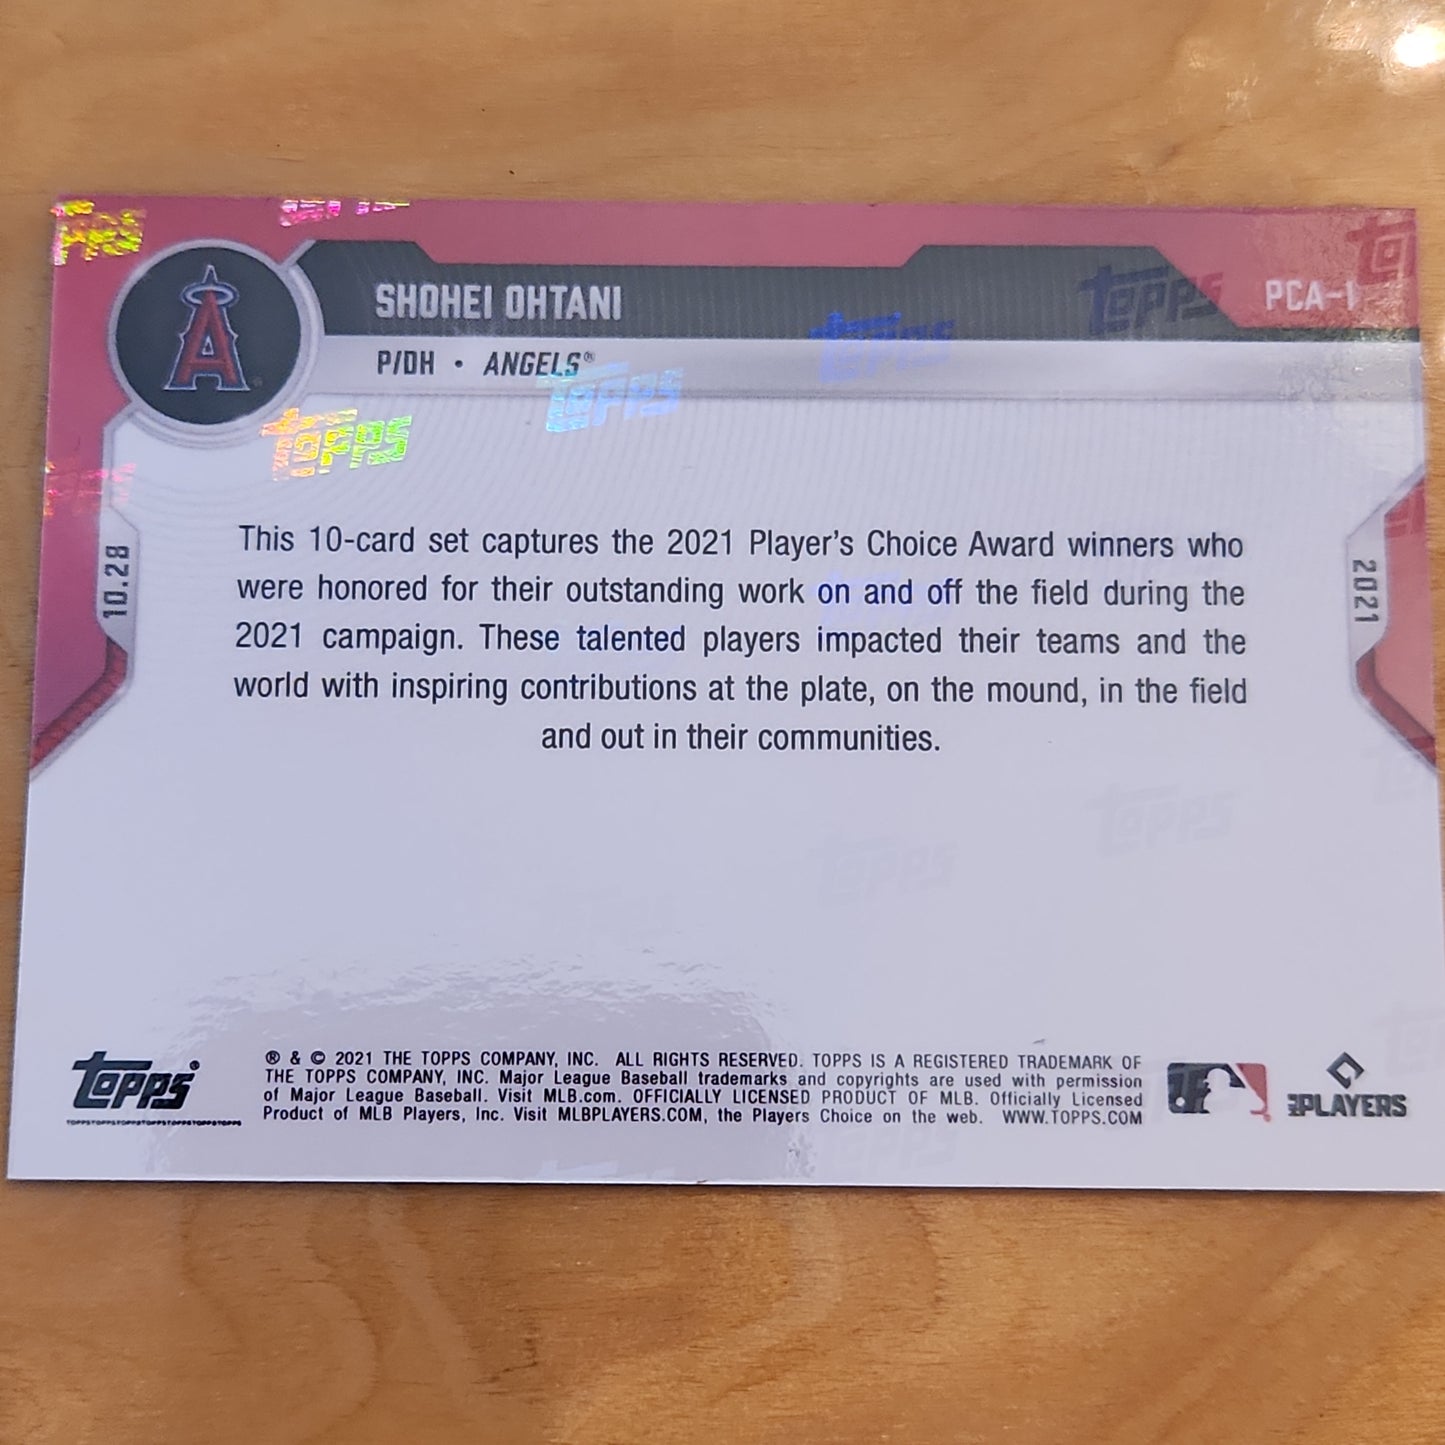 SHOHEI OHTANI
PCA-1
P/DH • ANGELS®
This 10-card set captures the 2021 Player's Choice Award winners who
were honored for their outstanding work on and off the field during the
2021 campaign. These talented players impacted their teams and the
world with inspiring contributions at the plate, on the mound, in the field
and out in their communities.
10.28
2021
Topps®
® & © 2021 THE TOPPS COMPANY, INC. ALL RIGHTS RESERVED. TOPPS IS A REGISTERED TRADEMARK OF
THE TOPPS COMPANY, INC. Major League Baseball trademarks and copyrights are used with permission
of Major League Baseball. Visit MLB.com. OFFICIALLY LICENSED PRODUCT OF MLB. Officially Licensed
Product of MLB Players, Inc. Visit MLBPLAYERS.COM, the Players Choice on the web. WWW.TOPPS.COM
PLAYERS